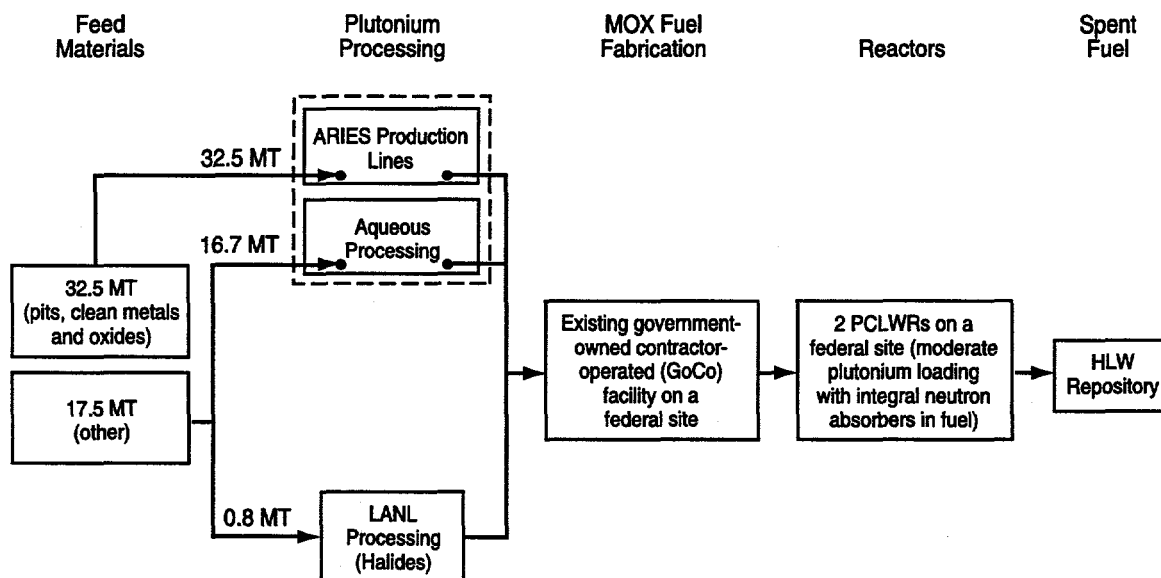 Feed
Materials
Plutonium
Processing
MOX Fuel
Fabrication
Reactors
Spent
Fuel
ARIES Production
Lines
32.5 MT
Aqueous
Processing
16.7 MT
32.5 MT
(pits, clean metals
and oxides)
17.5 MT
(other)
0.8 MT
LANL
Processing
(Halides)
Existing government-
owned contractor-
operated (GoCo)
facility on a
federal site
2 PCLWRs on a
federal site (moderate
plutonium loading
with integral neutron
absorbers in fuel)
HLW
Repository